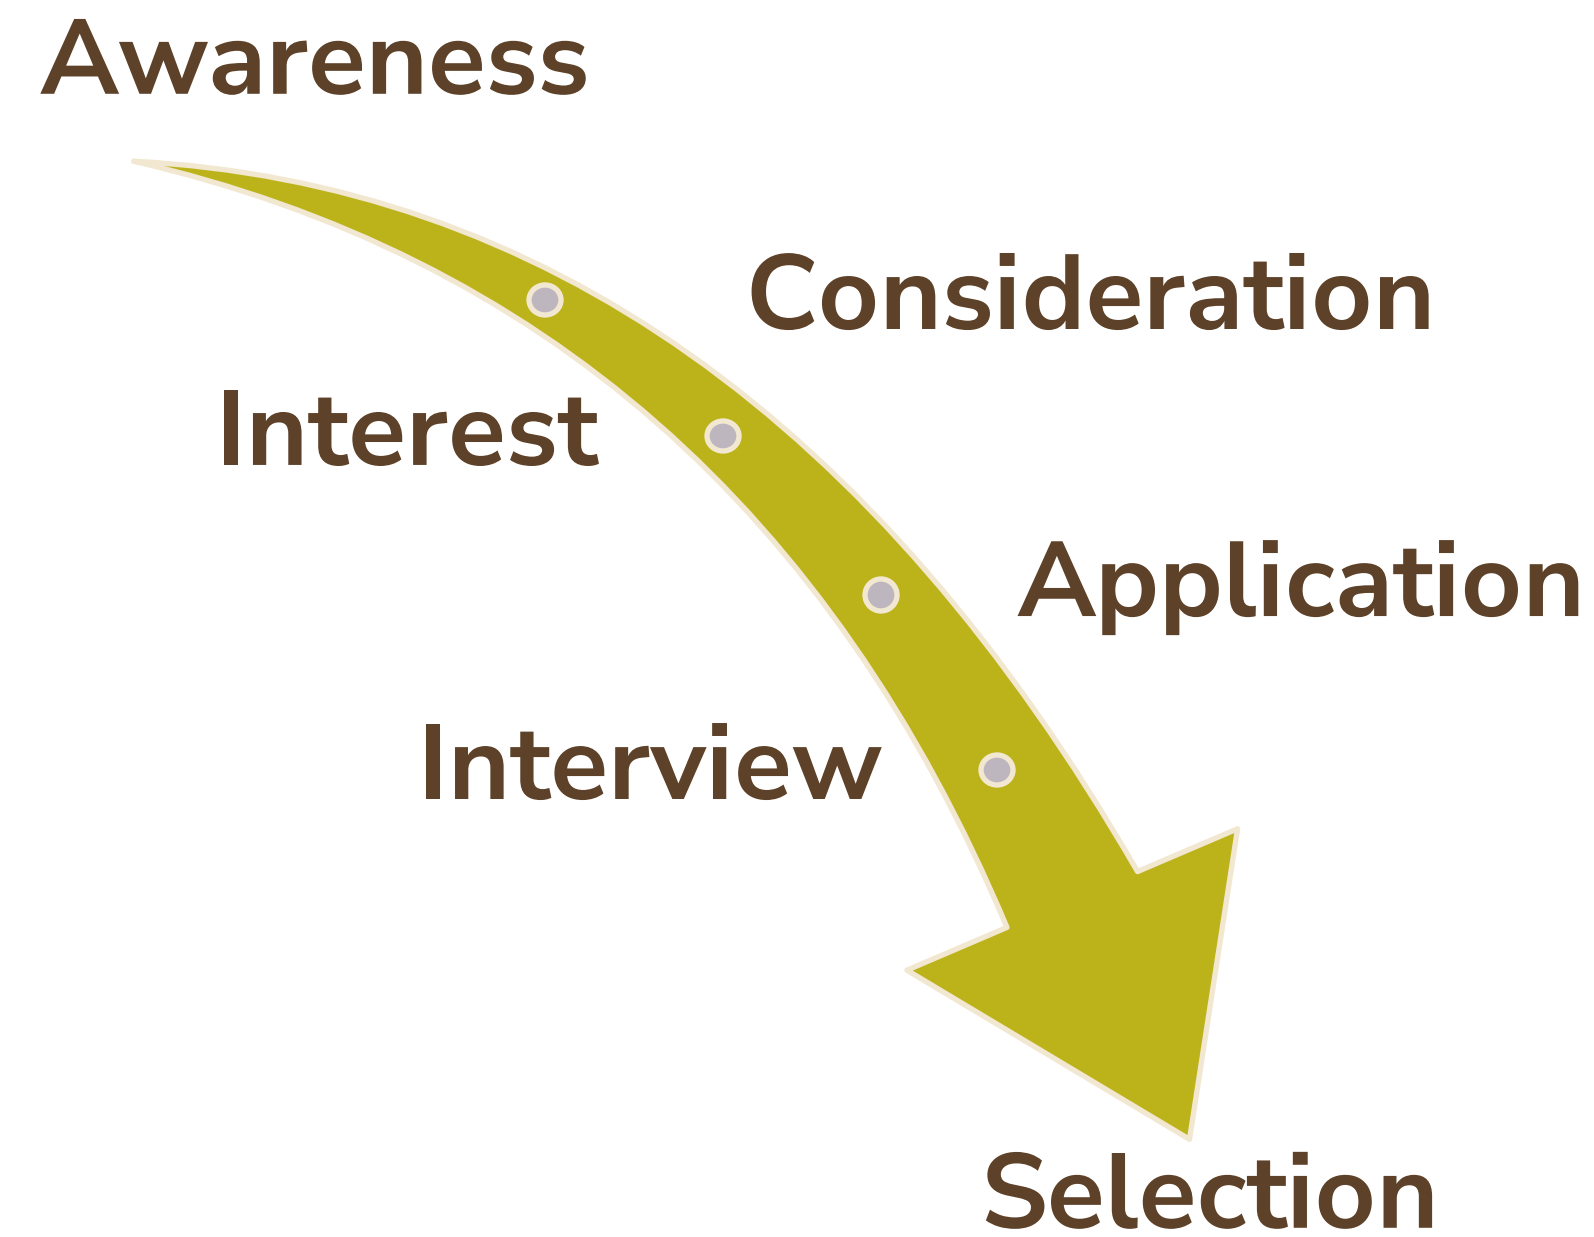 Awareness
Consideration
Interest
Application
Interview
Selection